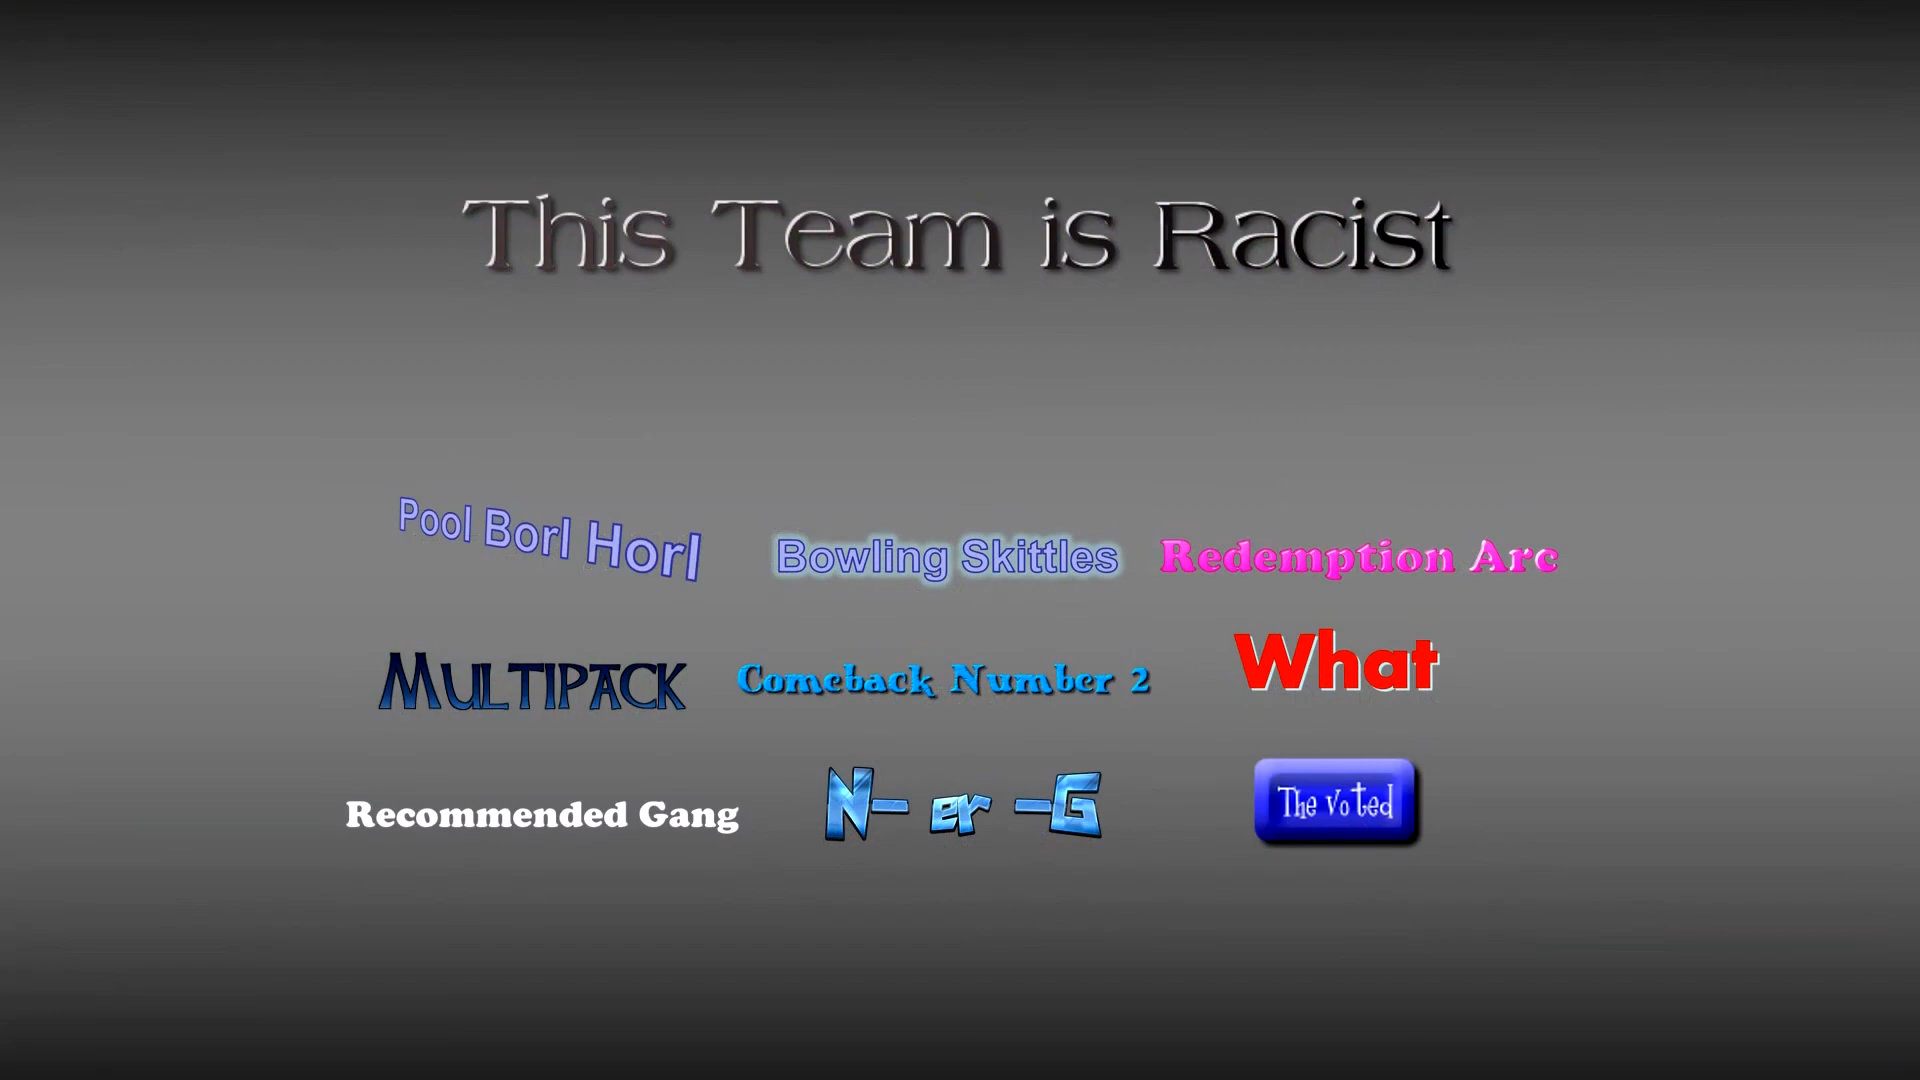 This Team is Racist
Pool Borl Horl
Bowling Skittles
Redemption Arc
Multipack
Comeback Number 2
What
Recommended Gang
N- er -G
The Voted